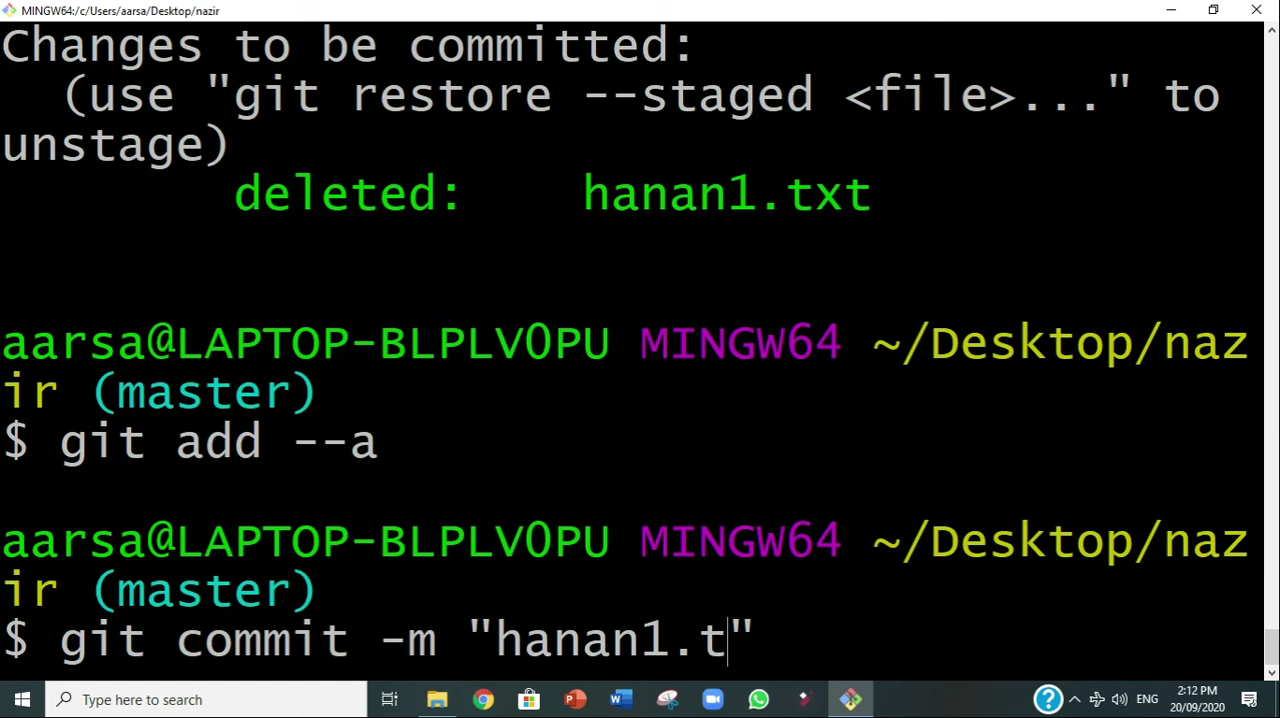 MINGW64:/c/Users/aarsa/Desktop/nazir
Changes to be committed:
(use "git restore --staged <file>..." to
unstage)
deleted: hanan1.txt
aarsa@LAPTOP-BLPLV0PU MINGW64 ~/Desktop/naz
ir (master)
$ git add --a
aarsa@LAPTOP-BLPLV0PU MINGW64 ~/Desktop/naz
ir (master)
$ git commit -m "hanan1.t"
Type here to search
ENG
2:12 PM
20/09/2020